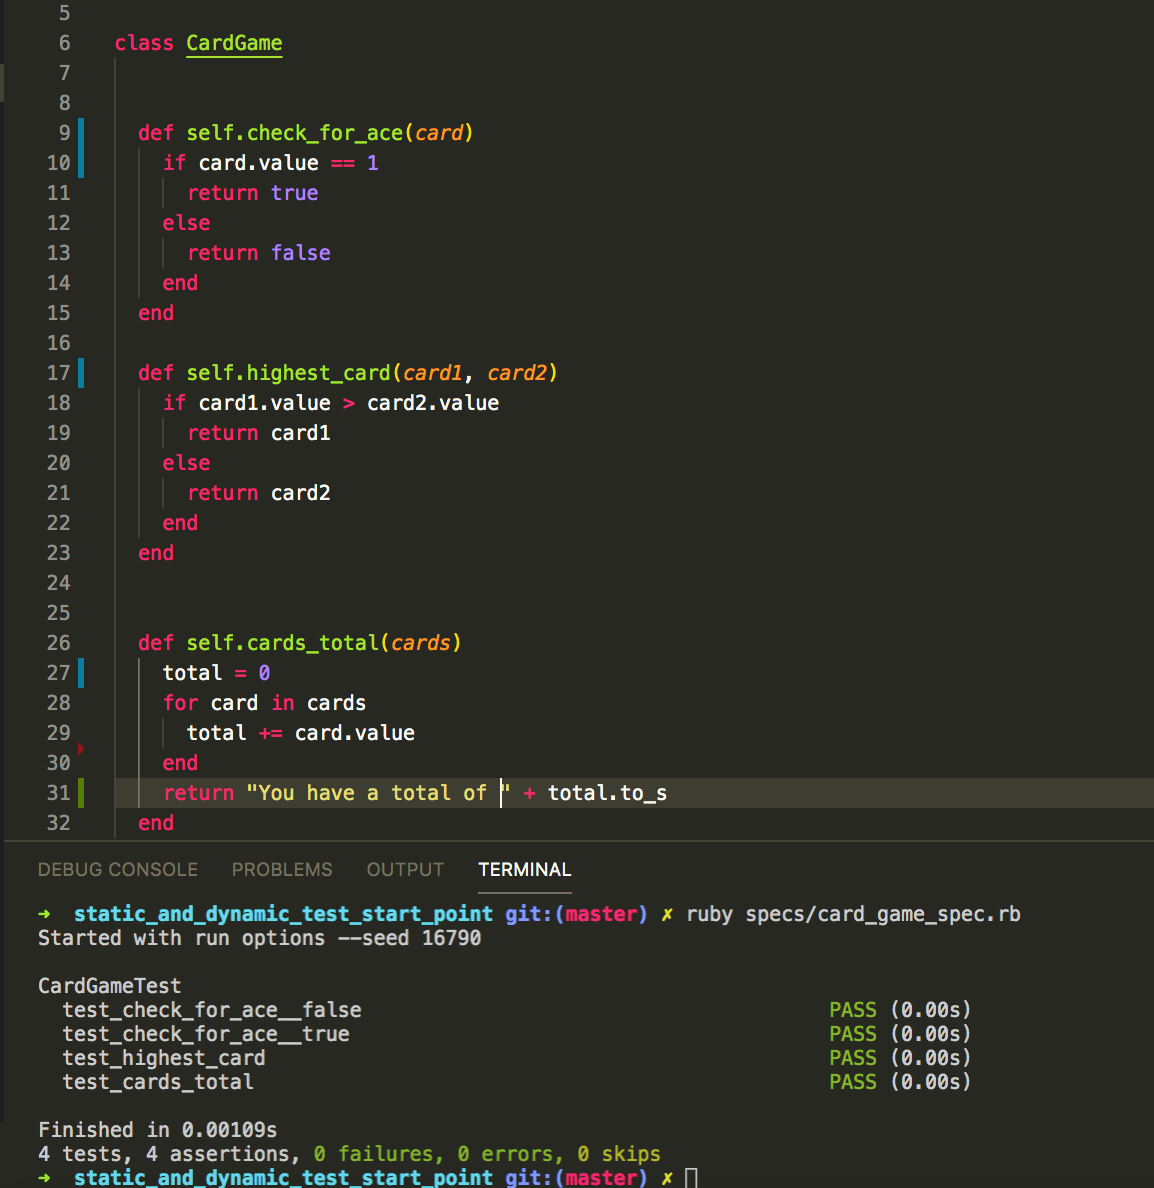 5
6 class CardGame
7
8
9 def self.check_for_ace(card)
10 if card.value == 1
11 return true
12 else
13 return false
14 end
15 end
16
17 def self.highest_card(card1, card2)
18 if card1.value > card2.value
19 return card1
20 else
21 return card2
22 end
23 end
24
25
26 def self.cards_total(cards)
27 total = 0
28 for card in cards
29 total += card.value
30 end
31 return "You have a total of " + total.to_s
32 end
DEBUG CONSOLE PROBLEMS OUTPUT TERMINAL
➜ static_and_dynamic_test_start_point git:(master) ✗ ruby specs/card_game_spec.rb
Started with run options --seed 16790
CardGameTest
test_check_for_ace__false PASS (0.00s)
test_check_for_ace__true PASS (0.00s)
test_highest_card PASS (0.00s)
test_cards_total PASS (0.00s)
Finished in 0.00109s
4 tests, 4 assertions, 0 failures, 0 errors, 0 skips
➜ static_and_dynamic_test_start_point git:(master) ✗